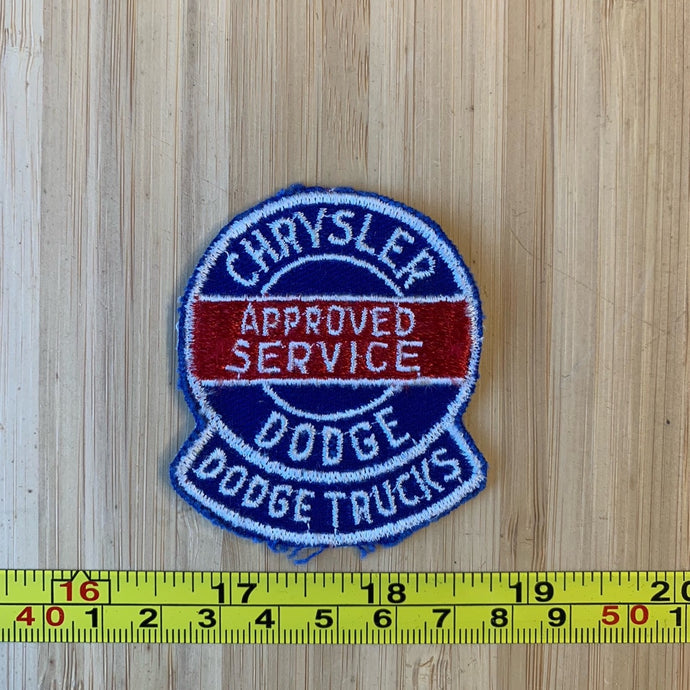 CHRYSLER
APPROVED
SERVICE
DODGE
DODGE TRUCKS
16 17 18 19 20
40 1 2 3 4 5 6 7 8 9 50 1